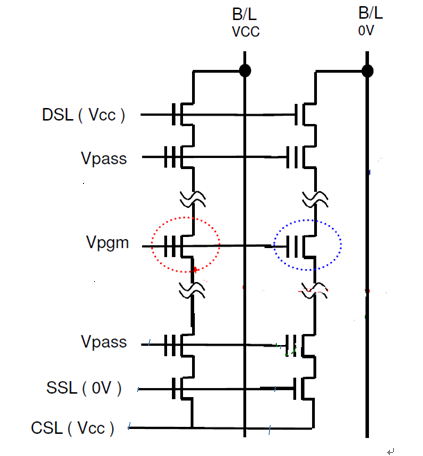 B/L B/L
VCC 0V
DSL ( Vcc )
Vpass
Vpgm
Vpass
SSL ( 0V )
CSL ( Vcc )